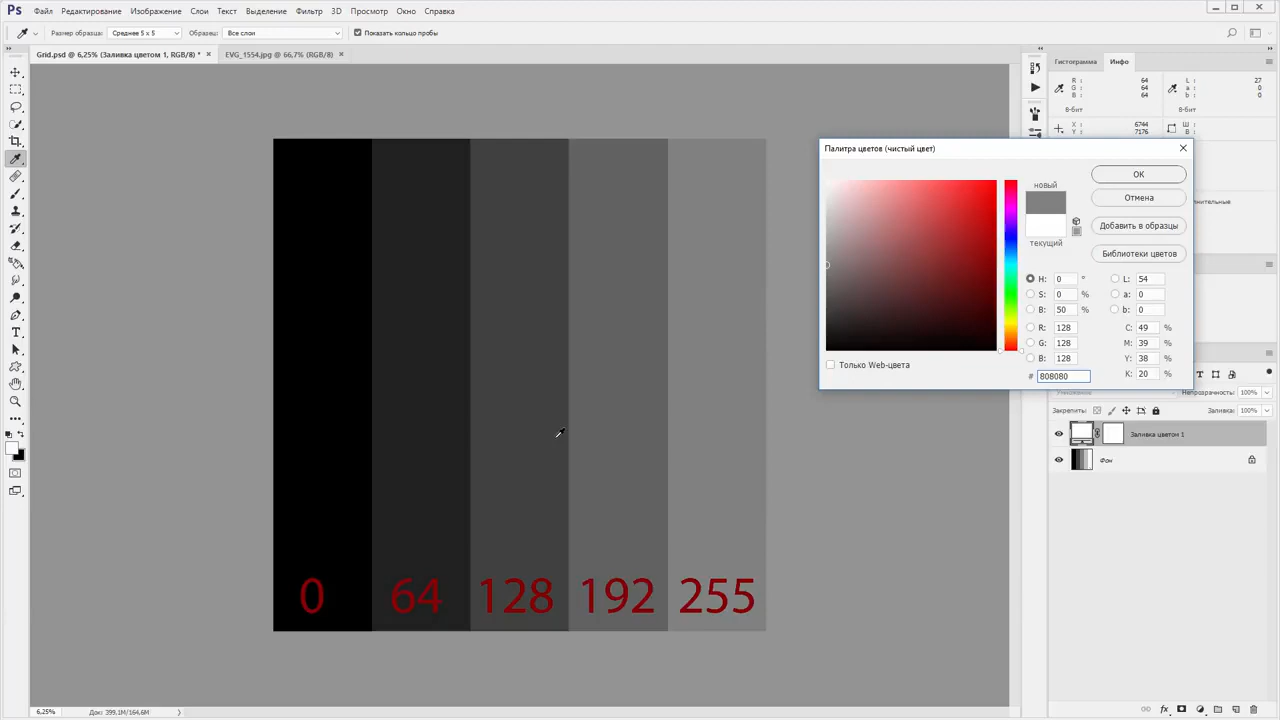 Ps Файл Редактирование Изображение Слои Текст Выделение Фильтр 3D Просмотр Окно Справка
Размер образца: Среднее 5 x 5 Образец: Все слои Показать кольцо пробы
Grid.psd @ 6,25% (Заливка цветом 1, RGB/8) * × EVG_1554.jpg @ 66,7% (RGB/8) ×
Гистограмма Инфо
R : 64 L : 27
G : 64 a : 0
B : 64 b : 0
8-бит 8-бит
X : 6744 Ш :
Y : 7176 В :
Палитра цветов (чистый цвет)
новый
текущий
OK
Отмена
Добавить в образцы
Библиотеки цветов
H: 0 ° L: 54
S: 0 % a: 0
B: 50 % b: 0
R: 128 C: 49 %
G: 128 M: 39 %
B: 128 Y: 38 %
# 808080 K: 20 %
Только Web-цвета
Непрозрачность: 100%
Закрепить: Заливка: 100%
Заливка цветом 1
Фон
0 64 128 192 255
6,25% Док: 399,1M/164,6M